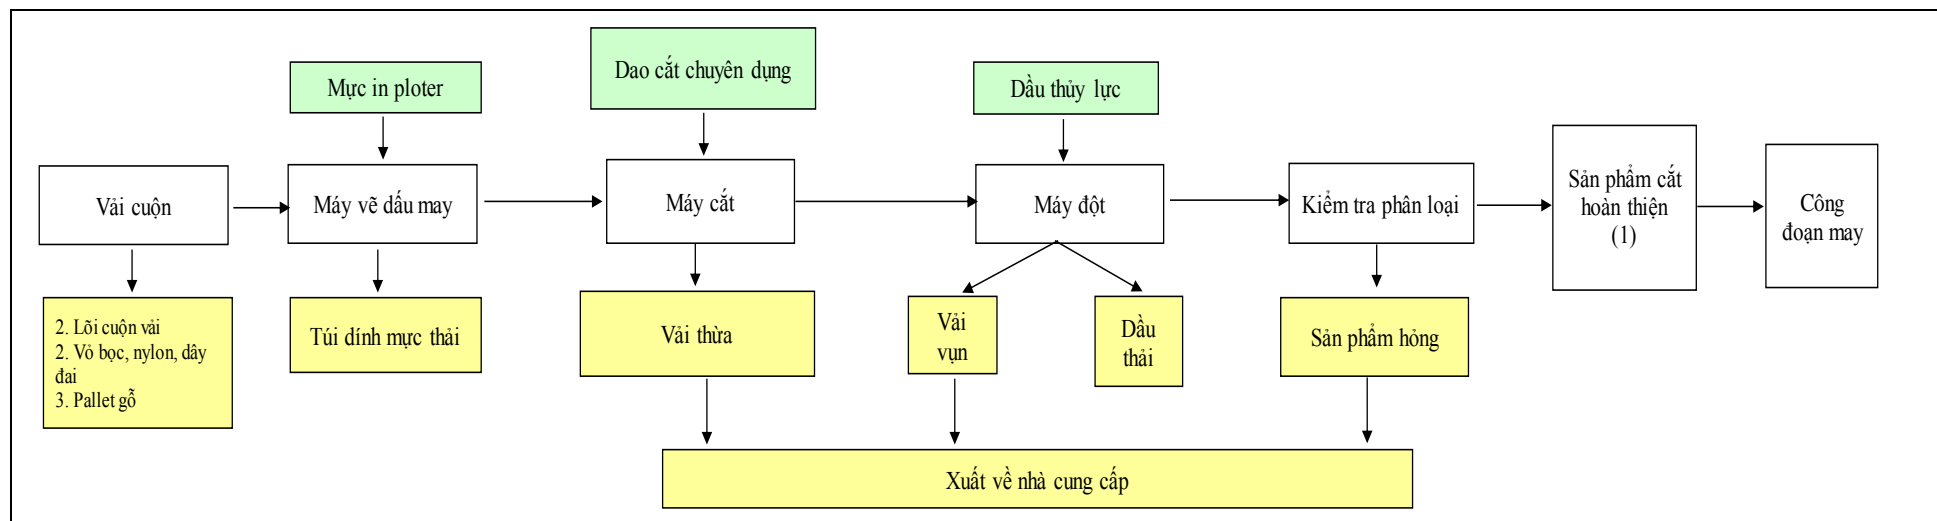 Mực in ploter
Dao cắt chuyên dụng
Dầu thủy lực
Vải cuộn
Máy vẽ dấu may
Máy cắt
Máy đột
Kiểm tra phân loại
Sản phẩm cắt
hoàn thiện
(1)
Công
đoạn may
2. Lõi cuộn vải
2. Vỏ bọc, nylon, dây
đai
3. Pallet gỗ
Túi dính mực thải
Vải thừa
Vải
vụn
Dầu
thải
Sản phẩm hỏng
Xuất về nhà cung cấp